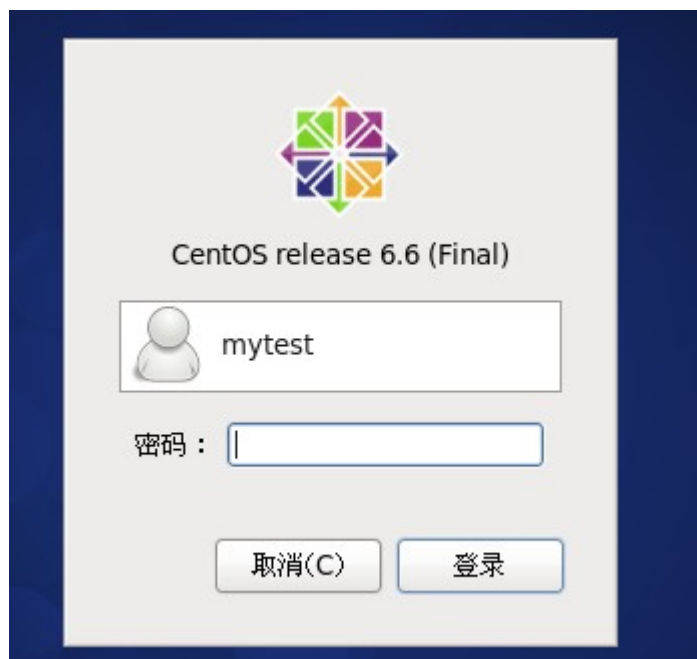 CentOS release 6.6 (Final)
mytest
密码：
取消(C)
登录